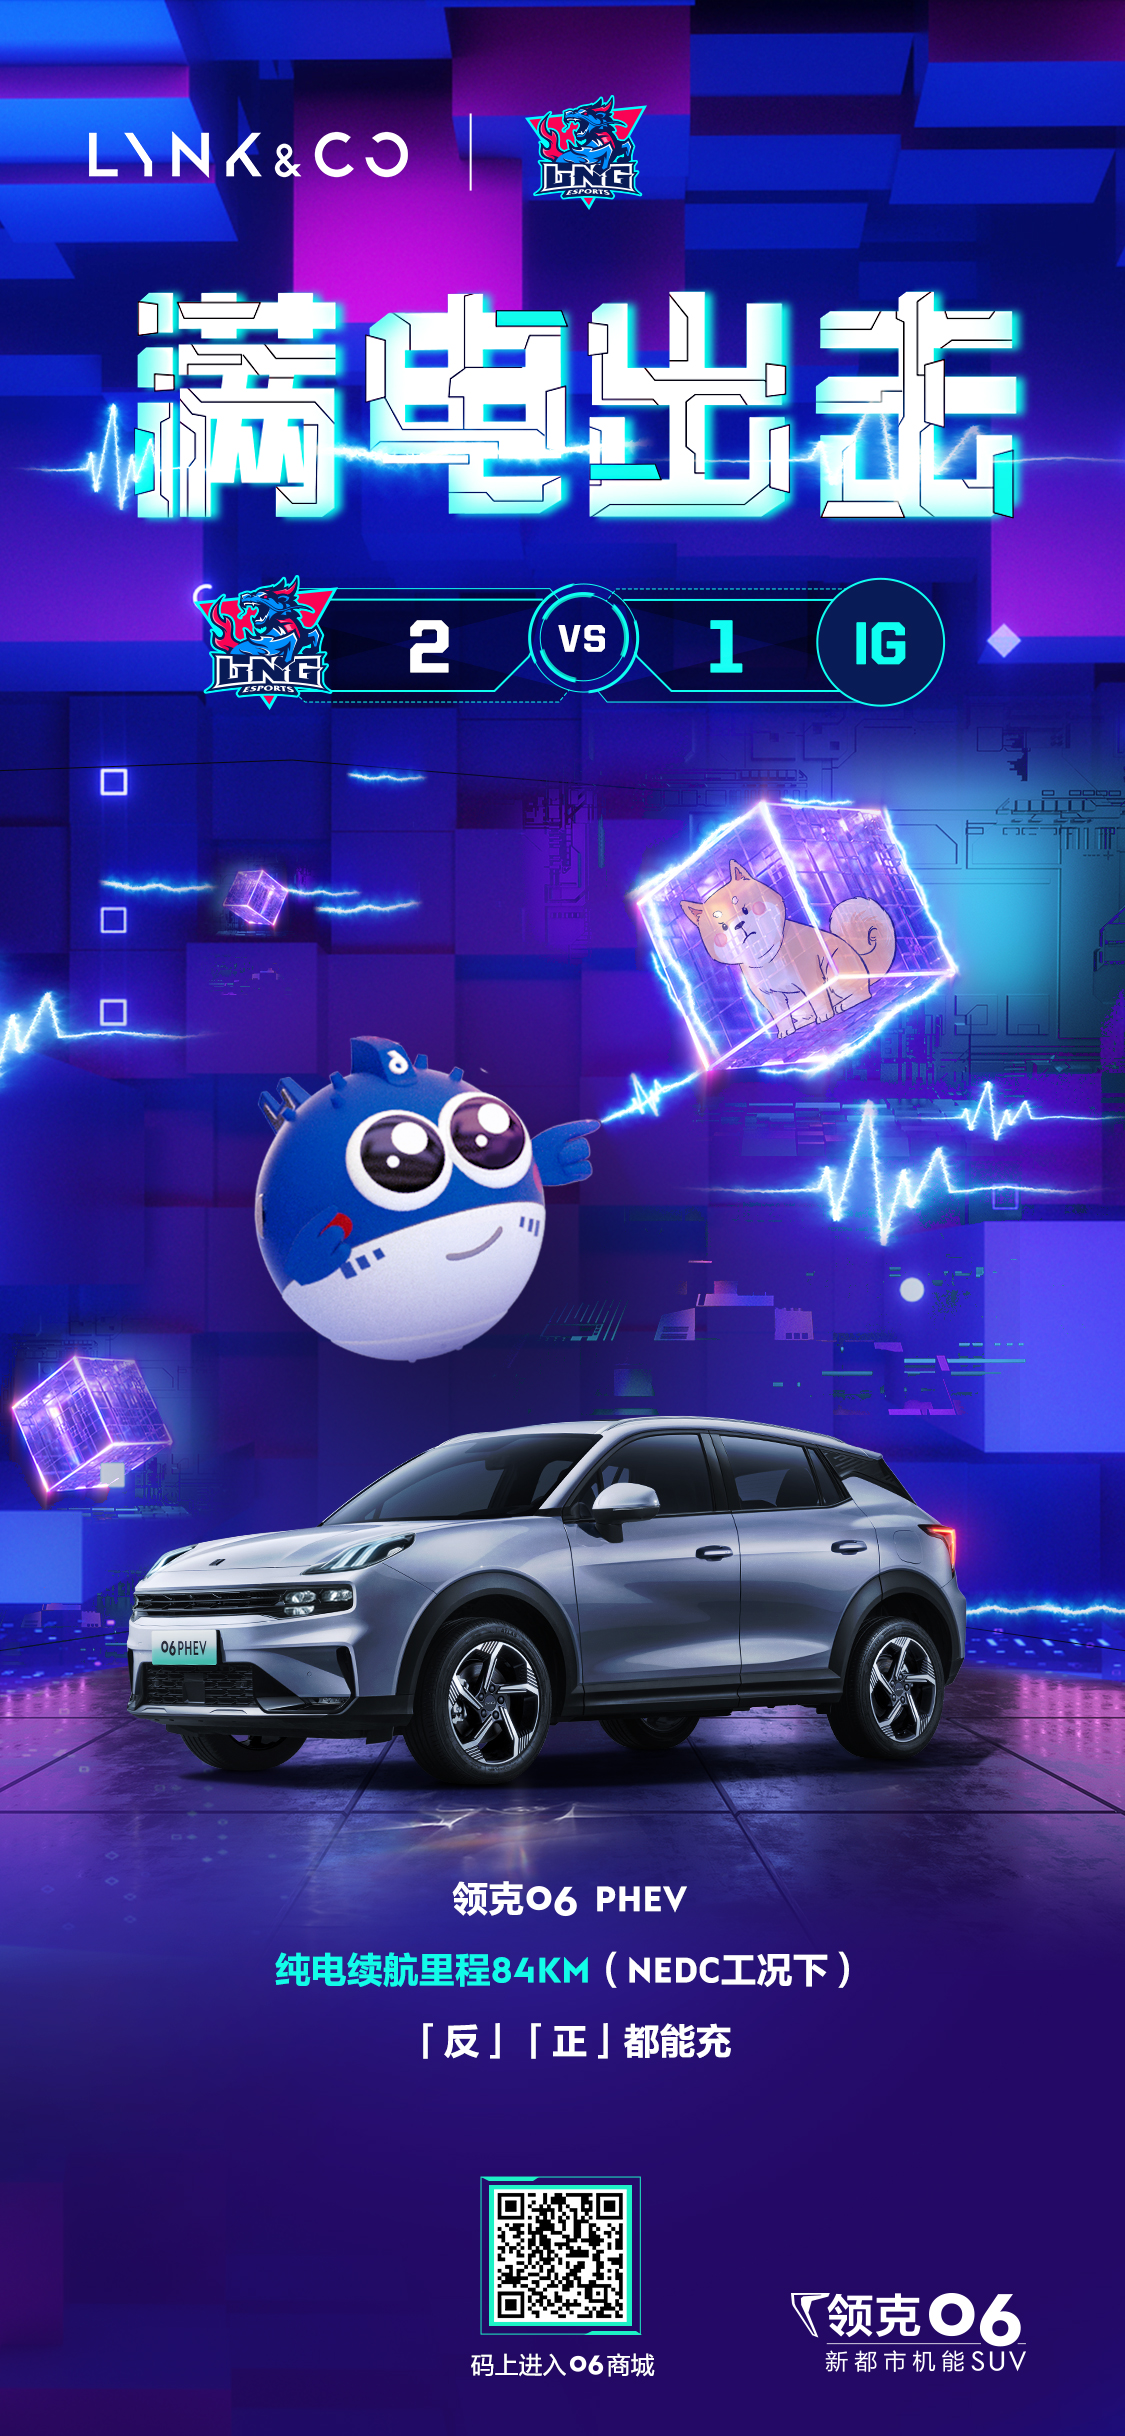 LYNK & CO
LNG
ESPORTS
满电出击
LNG
ESPORTS
2 VS 1 IG
06 PHEV
领克06 PHEV
纯电续航里程84KM（NEDC工况下）
「反」「正」都能充
码上进入06商城
领克06
新都市机能SUV